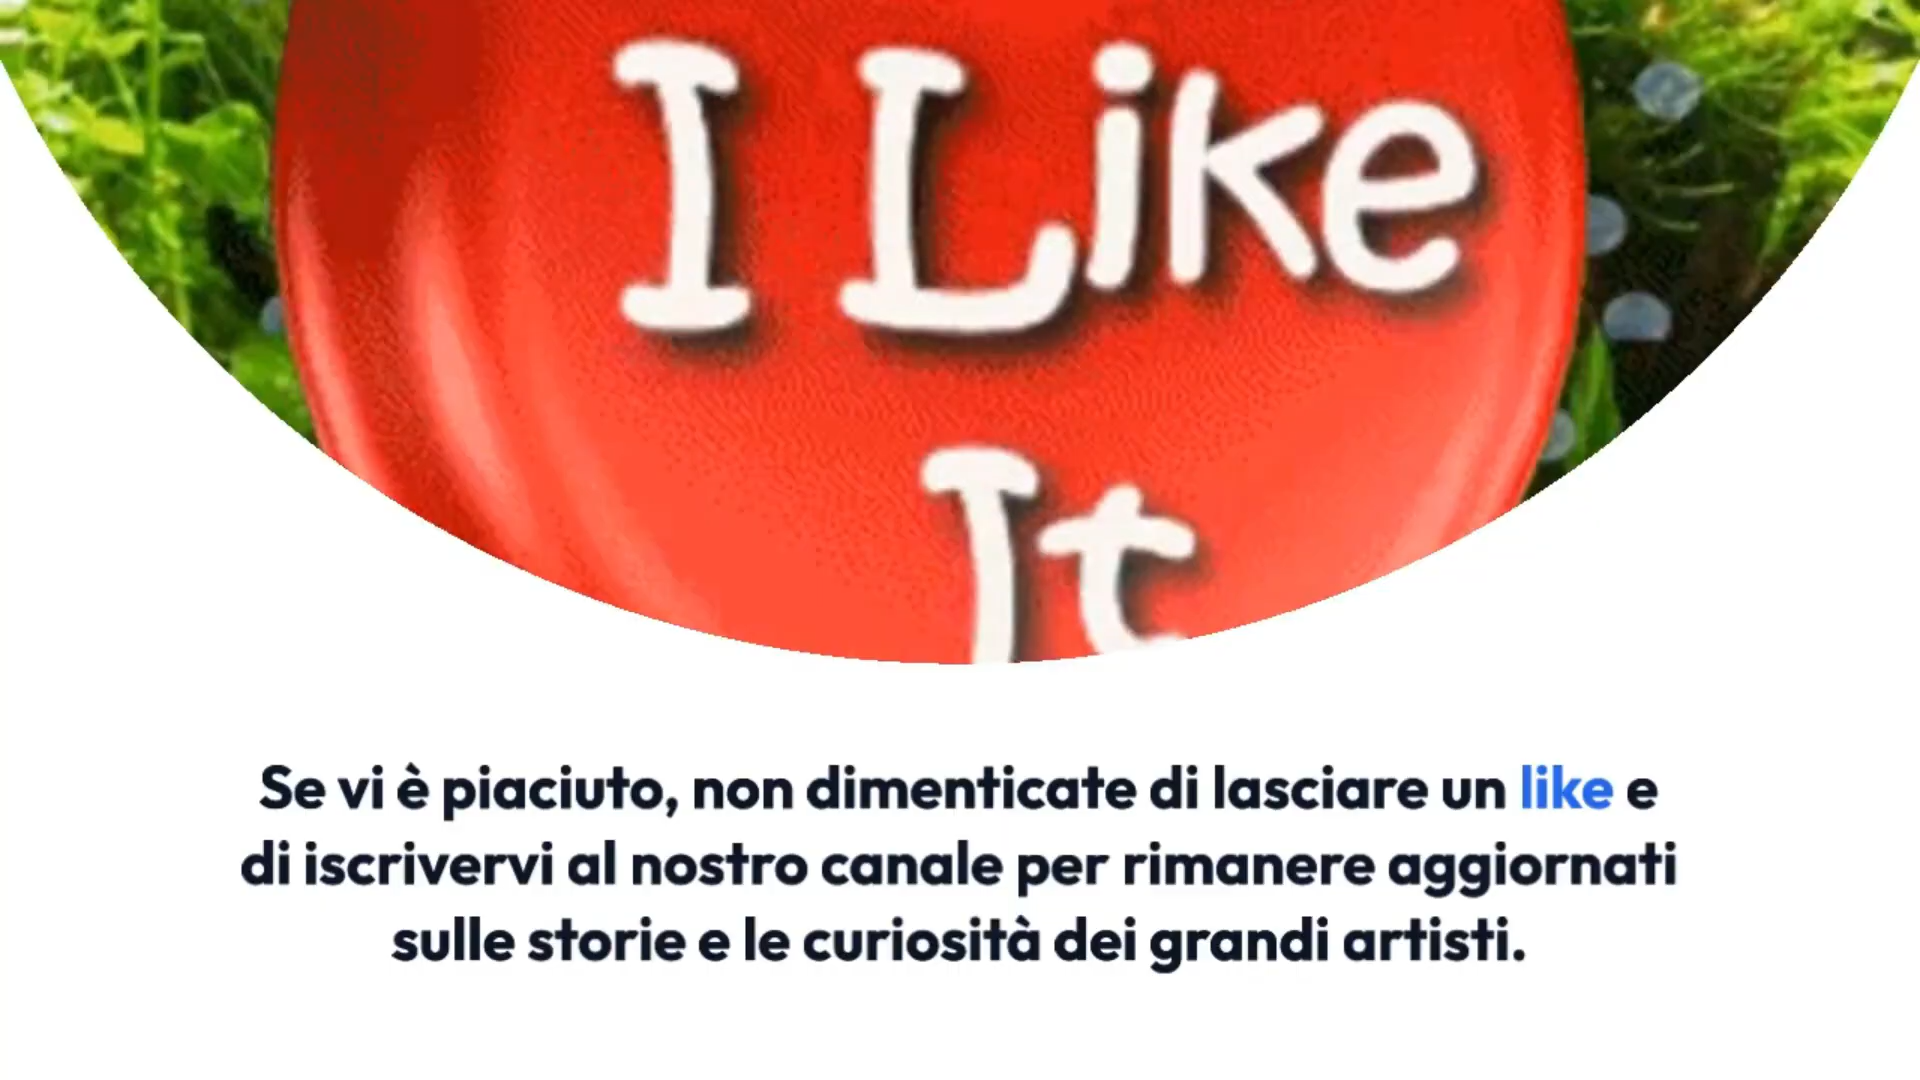 I Like
It
Se vi è piaciuto, non dimenticate di lasciare un like e
di iscrivervi al nostro canale per rimanere aggiornati
sulle storie e le curiosità dei grandi artisti.